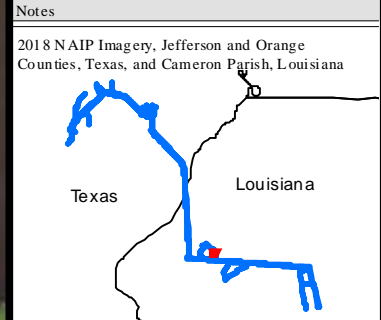 Notes
2018 NAIP Imagery, Jefferson and Orange
Counties, Texas, and Cameron Parish, Louisiana
Louisiana
Texas